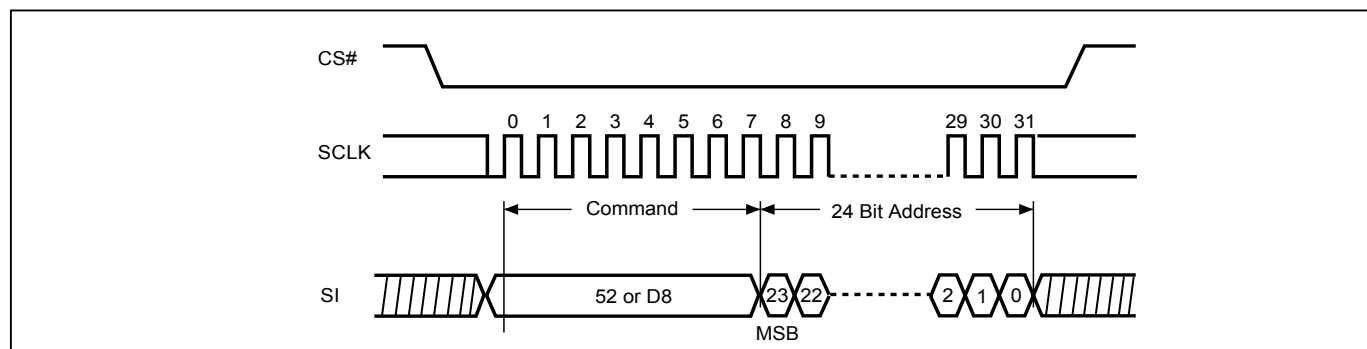 CS#
0 1 2 3 4 5 6 7 8 9 29 30 31
SCLK
Command 24 Bit Address
SI 52 or D8 23 22 2 1 0
MSB